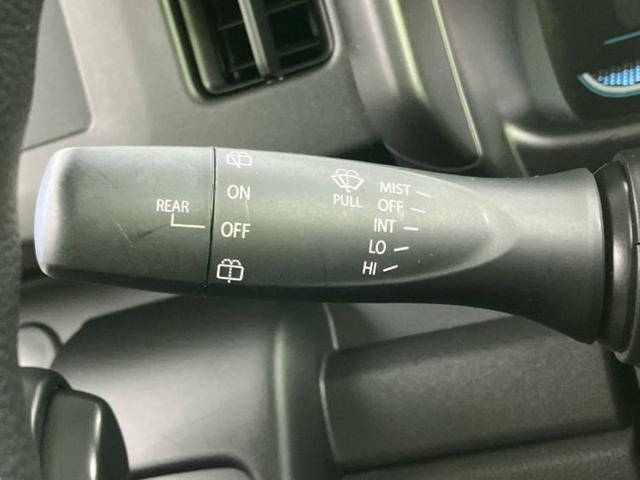 REAR
ON
OFF
PULL
MIST
OFF
INT
LO
HI